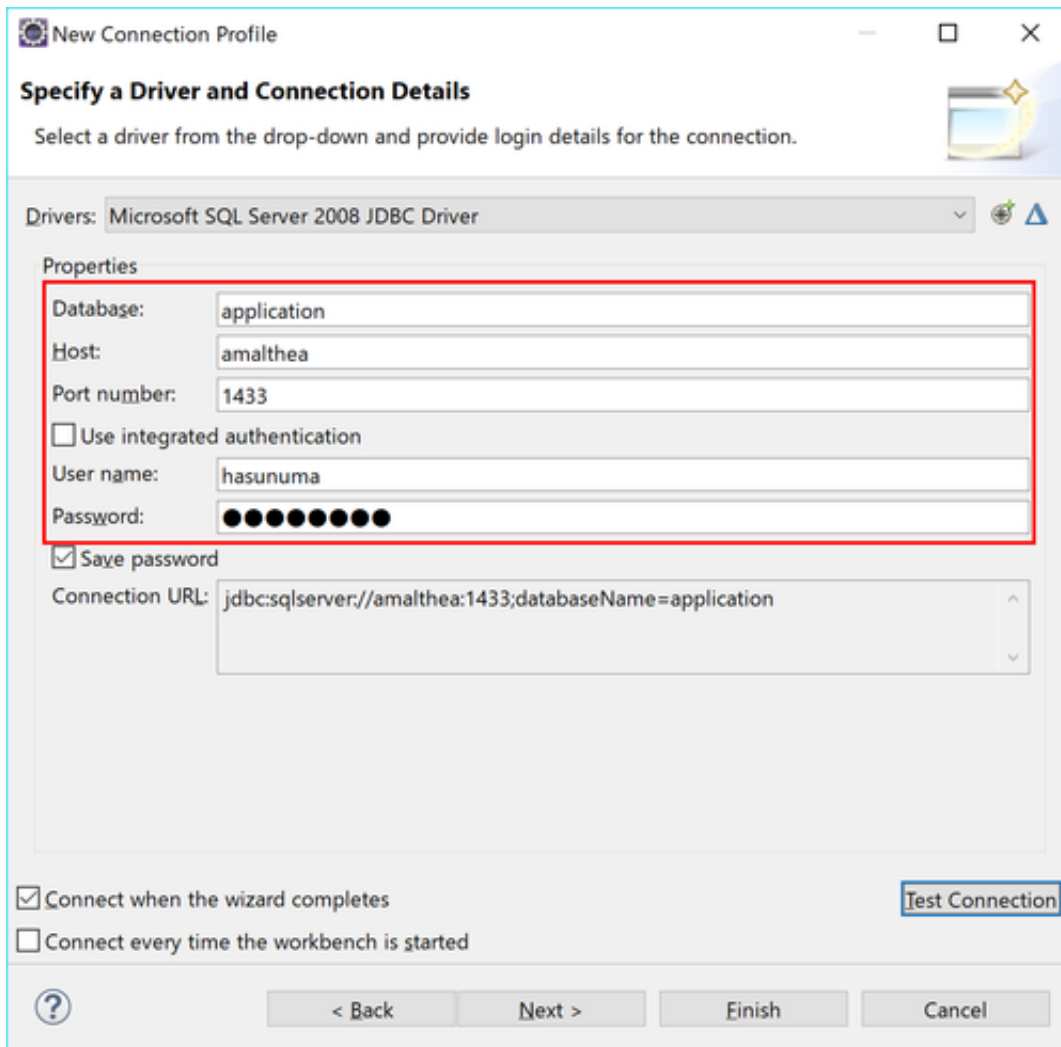 New Connection Profile
Specify a Driver and Connection Details
Select a driver from the drop-down and provide login details for the connection.
Drivers: Microsoft SQL Server 2008 JDBC Driver
Properties
Database: application
Host: amalthea
Port number: 1433
Use integrated authentication
User name: hasunuma
Password: ●●●●●●●●
Save password
Connection URL: jdbc:sqlserver://amalthea:1433;databaseName=application
Connect when the wizard completes
Test Connection
Connect every time the workbench is started
? < Back Next > Finish Cancel